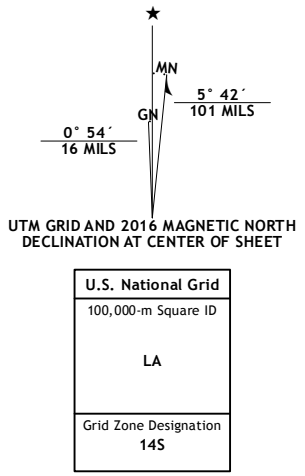 ★
MN
GN
5° 42´
101 MILS
0° 54´
16 MILS
UTM GRID AND 2016 MAGNETIC NORTH
DECLINATION AT CENTER OF SHEET
U.S. National Grid
100,000-m Square ID
LA
Grid Zone Designation
14S